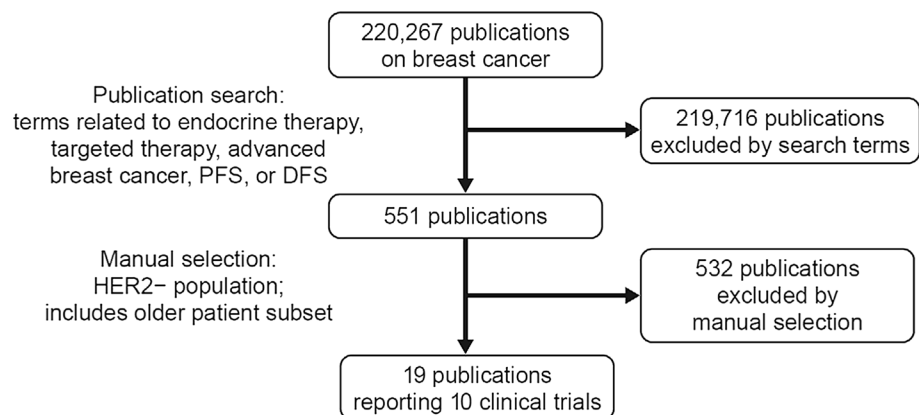 220,267 publications
on breast cancer
Publication search:
terms related to endocrine therapy,
targeted therapy, advanced
breast cancer, PFS, or DFS
219,716 publications
excluded by search terms
551 publications
Manual selection:
HER2− population;
includes older patient subset
532 publications
excluded by
manual selection
19 publications
reporting 10 clinical trials